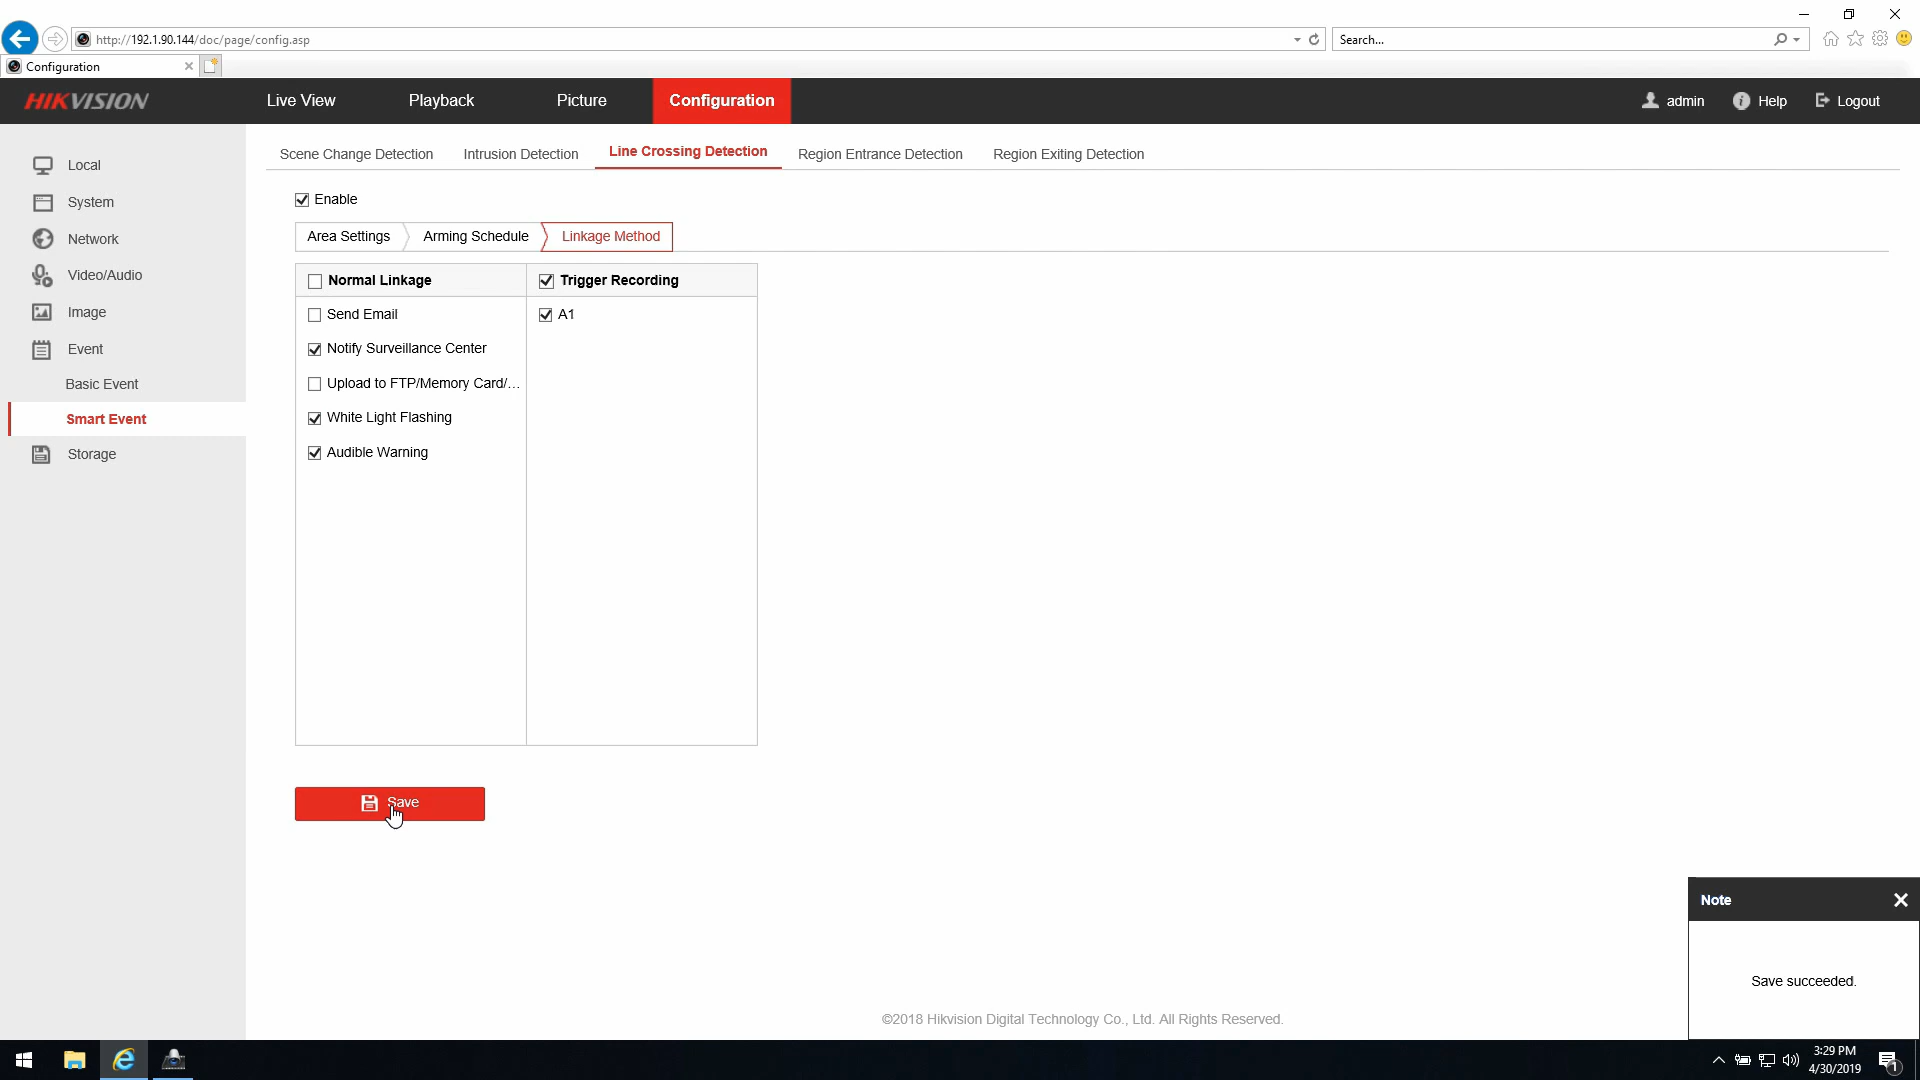 http://192.1.90.144/doc/page/config.asp
Search...
Configuration
HIKVISION
Live View
Playback
Picture
Configuration
admin
Help
Logout
Local
System
Network
Video/Audio
Image
Event
Basic Event
Smart Event
Storage
Scene Change Detection
Intrusion Detection
Line Crossing Detection
Region Entrance Detection
Region Exiting Detection
Enable
Area Settings
Arming Schedule
Linkage Method
Normal Linkage
Trigger Recording
Send Email
A1
Notify Surveillance Center
Upload to FTP/Memory Card/...
White Light Flashing
Audible Warning
Save
Note
Save succeeded.
©2018 Hikvision Digital Technology Co., Ltd. All Rights Reserved.
3:29 PM
4/30/2019
1